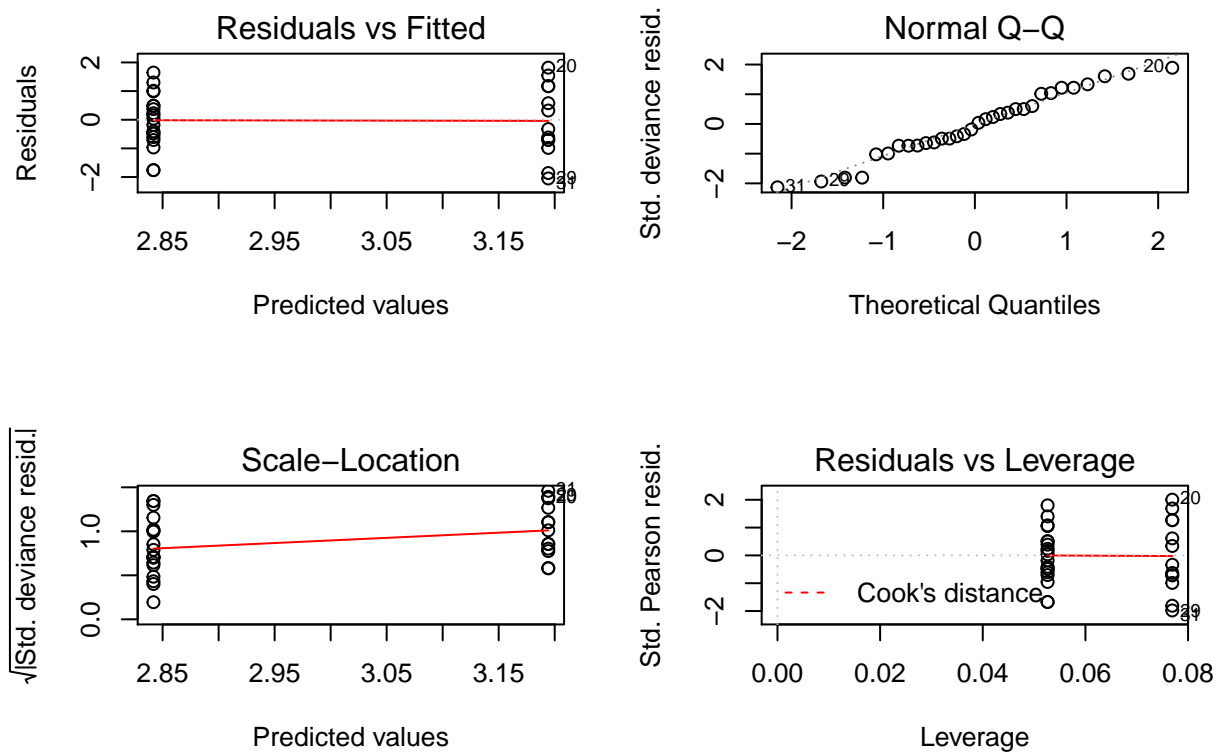 Residuals vs Fitted
Residuals
2
0
−2
20
29
31
2.85 2.95 3.05 3.15
Predicted values
Normal Q−Q
Std. deviance resid.
2
0
−2
20
31
29
−2 −1 0 1 2
Theoretical Quantiles
Scale−Location
√|Std. deviance resid.|
1.0
0.0
31
29
20
2.85 2.95 3.05 3.15
Predicted values
Residuals vs Leverage
Std. Pearson resid.
2
0
−2
20
29
31
Cook's distance
0.00 0.02 0.04 0.06 0.08
Leverage